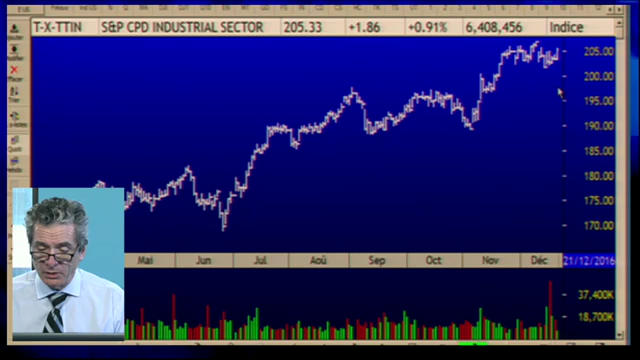 T-X-TTIN S&P CPD INDUSTRIAL SECTOR 205.33 +1.86 +0.91% 6,408,456 Indice
205.00
200.00
195.00
190.00
185.00
180.00
175.00
170.00
Mai Jun Jul Aoû Sep Oct Nov Déc 21/12/2016
37,400K
18,700K